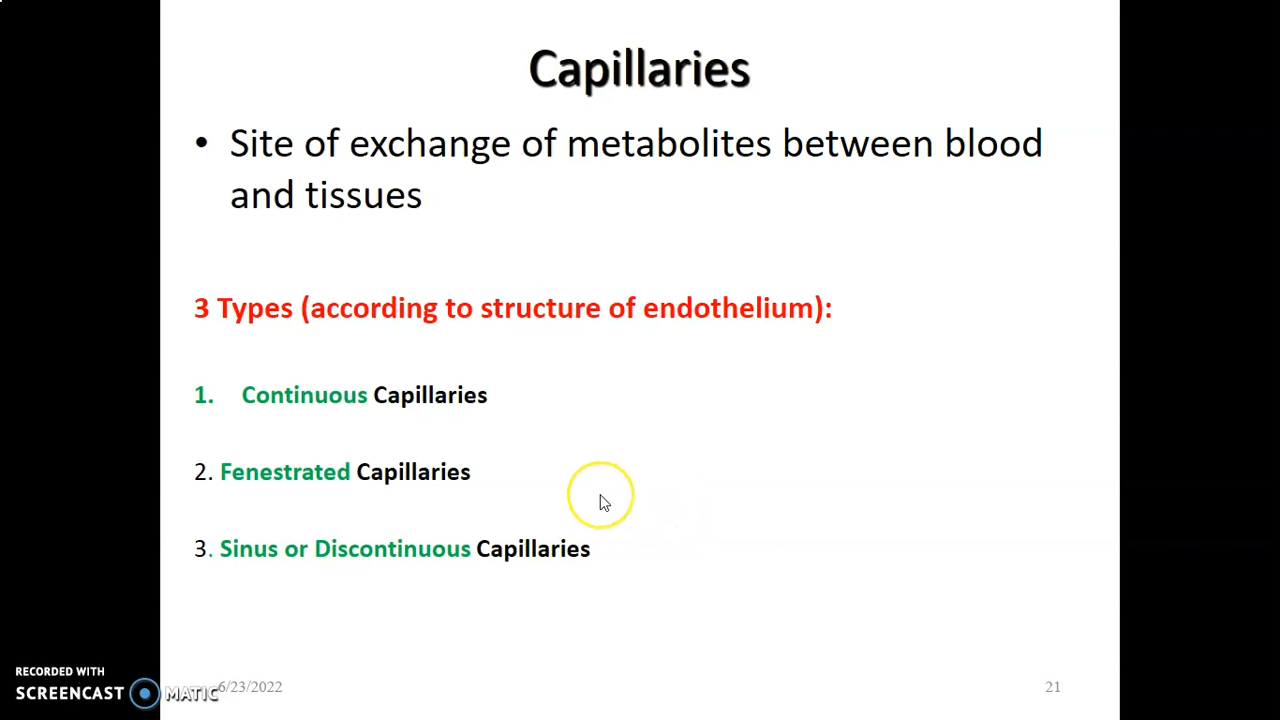 Capillaries
• Site of exchange of metabolites between blood
and tissues
3 Types (according to structure of endothelium):
1. Continuous Capillaries
2. Fenestrated Capillaries
3. Sinus or Discontinuous Capillaries
RECORDED WITH
SCREENCAST MATIC
6/23/2022
21